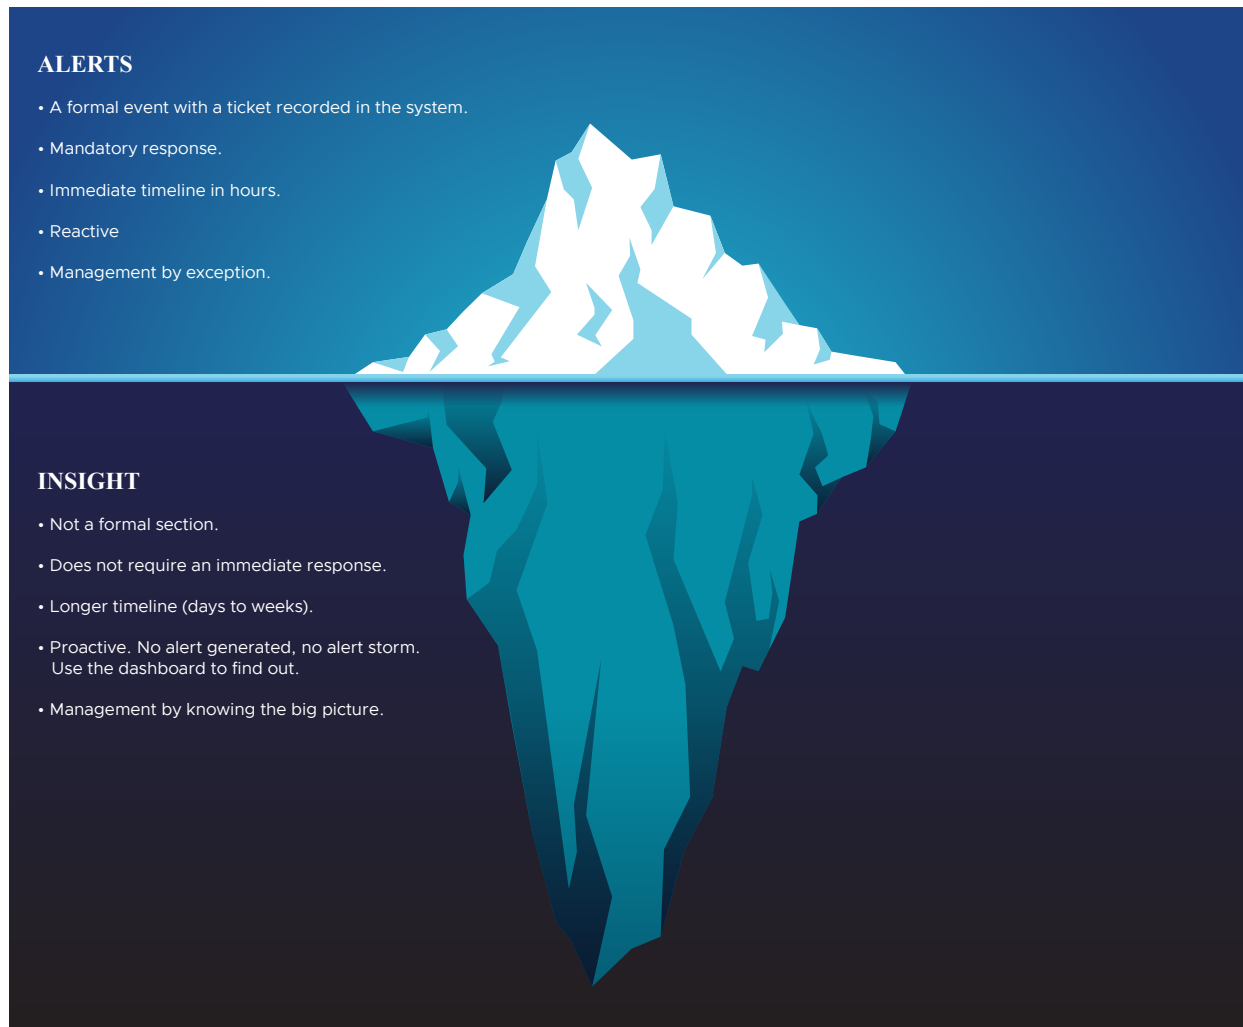 ALERTS
• A formal event with a ticket recorded in the system.
• Mandatory response.
• Immediate timeline in hours.
• Reactive
• Management by exception.
INSIGHT
• Not a formal section.
• Does not require an immediate response.
• Longer timeline (days to weeks).
• Proactive. No alert generated, no alert storm.
Use the dashboard to find out.
• Management by knowing the big picture.